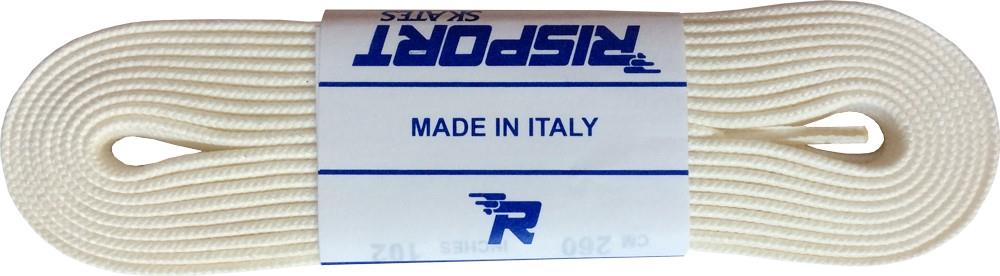 RISPORT
SKATES
MADE IN ITALY
R
CM 260 INCHES 102